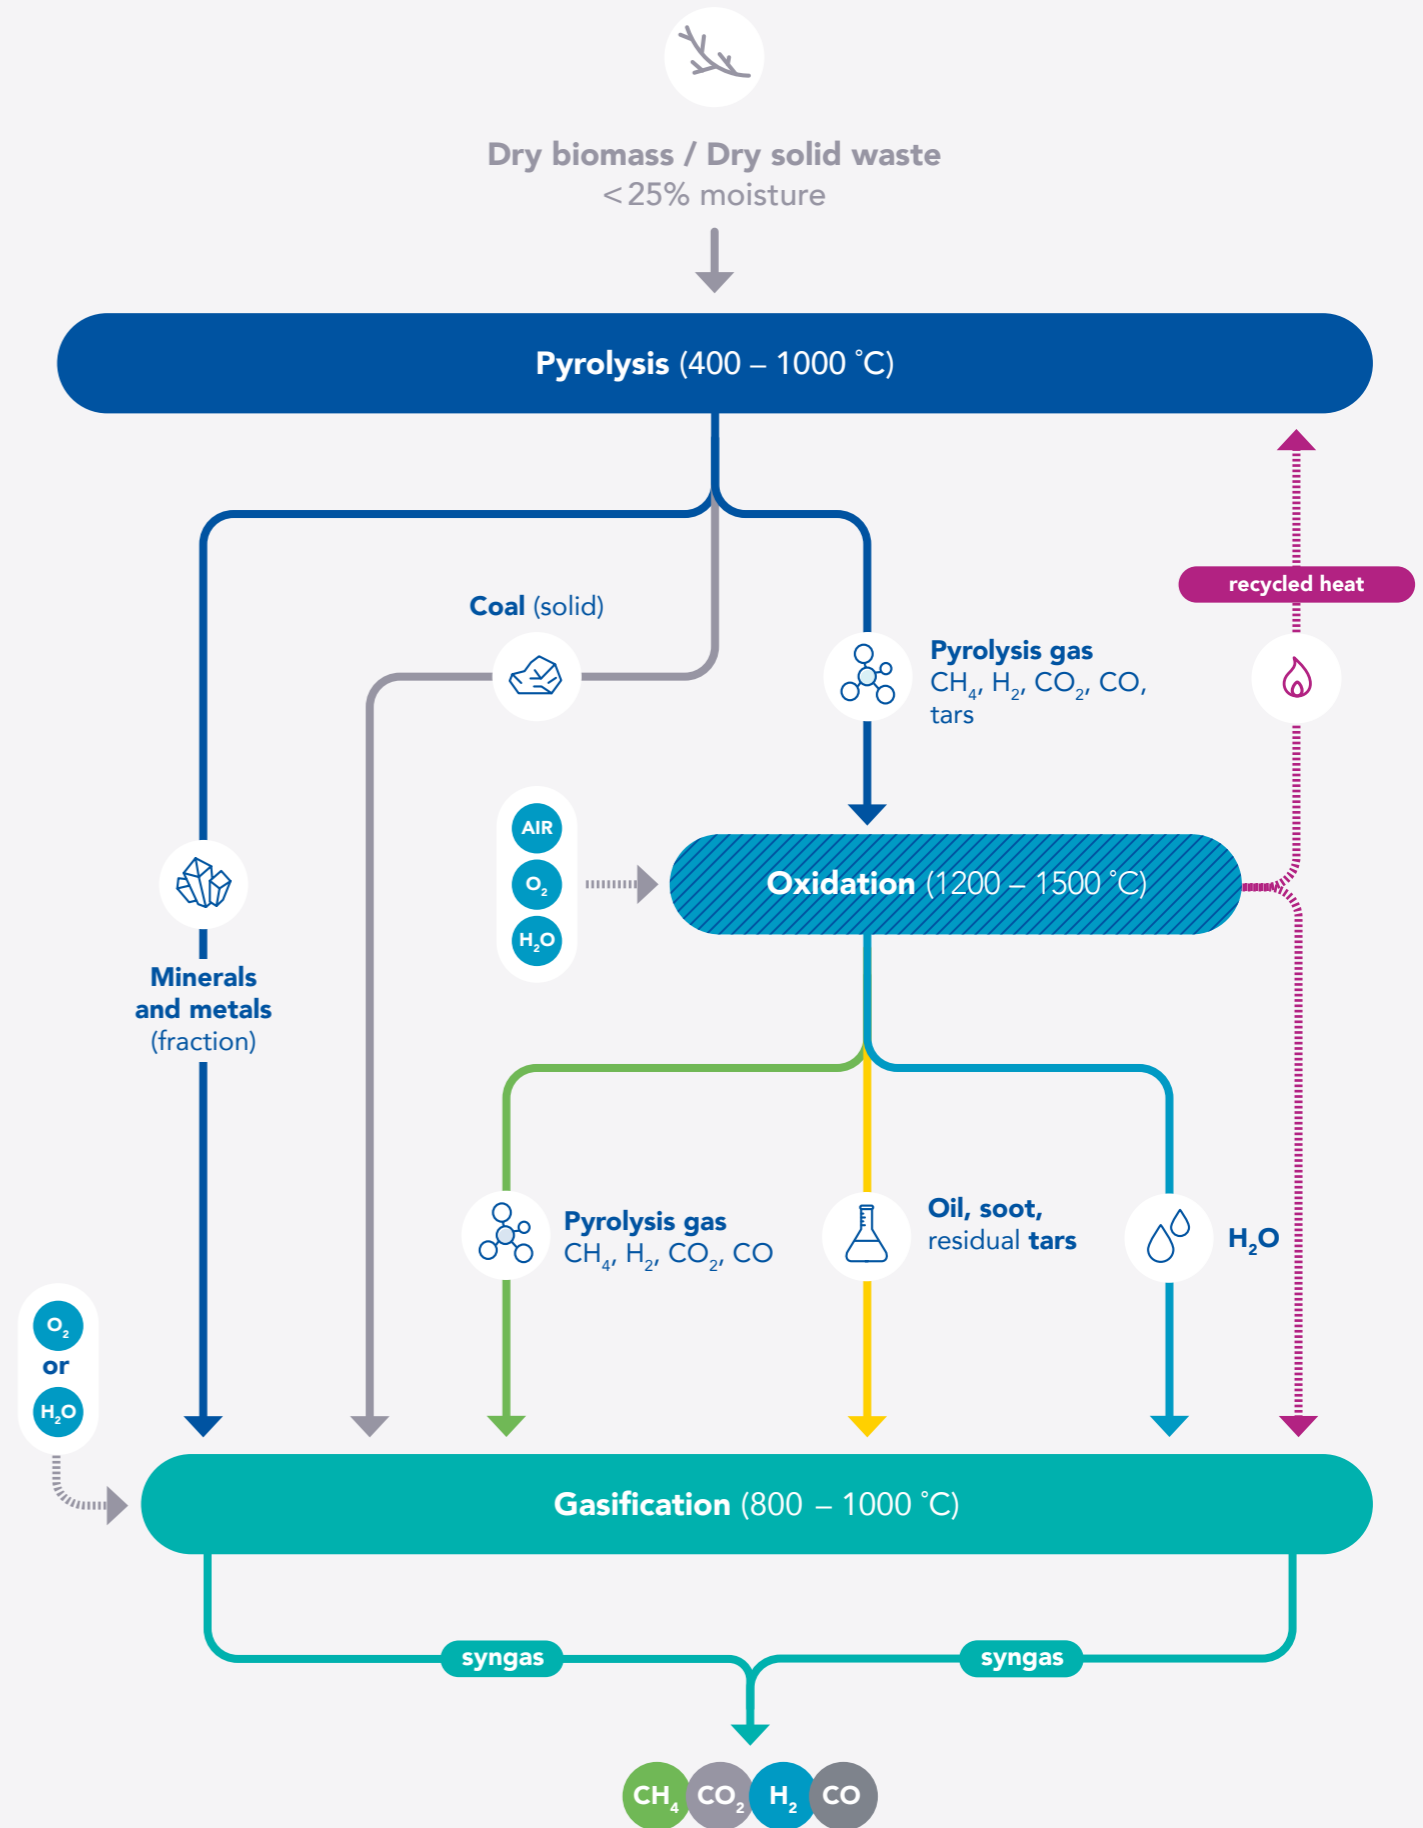 Dry biomass / Dry solid waste
<25% moisture
Pyrolysis (400 – 1000 °C)
recycled heat
Coal (solid)
Pyrolysis gas
CH₄, H₂, CO₂, CO,
tars
AIR
O₂
H₂O
Oxidation (1200 – 1500 °C)
Minerals
and metals
(fraction)
Pyrolysis gas
CH₄, H₂, CO₂, CO
Oil, soot,
residual tars
H₂O
O₂
or
H₂O
Gasification (800 – 1000 °C)
syngas
syngas
CH₄ CO₂ H₂ CO